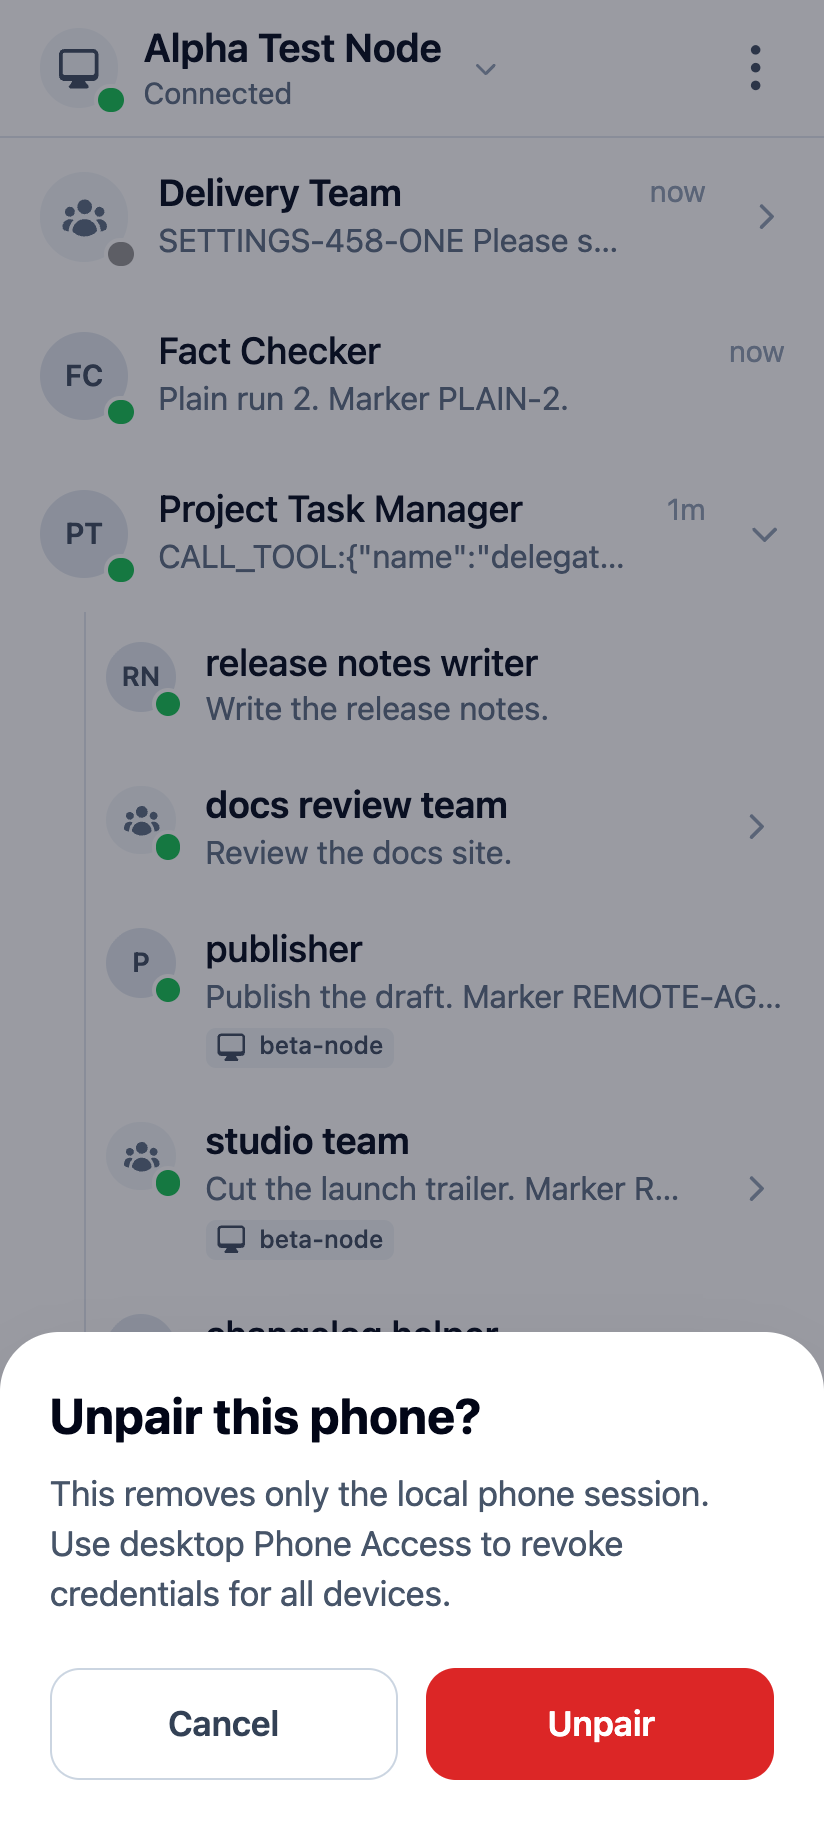 Alpha Test Node
Connected
Delivery Team
now
SETTINGS-458-ONE Please s...
FC
Fact Checker
now
Plain run 2. Marker PLAIN-2.
PT
Project Task Manager
1m
CALL_TOOL:{"name":"delegat...
RN
release notes writer
Write the release notes.
docs review team
Review the docs site.
P
publisher
Publish the draft. Marker REMOTE-AG...
beta-node
studio team
Cut the launch trailer. Marker R...
beta-node
changelog helper
Unpair this phone?
This removes only the local phone session.
Use desktop Phone Access to revoke
credentials for all devices.
Cancel
Unpair